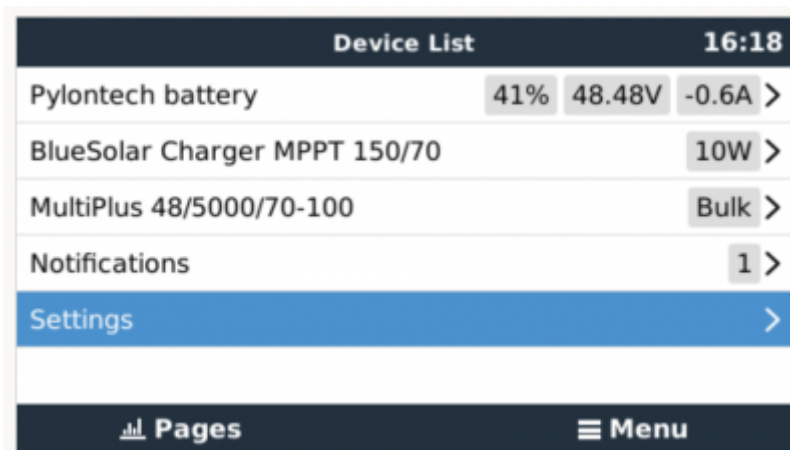 Device List 16:18
Pylontech battery 41% 48.48V -0.6A
BlueSolar Charger MPPT 150/70 10W
MultiPlus 48/5000/70-100 Bulk
Notifications 1
Settings
Pages Menu